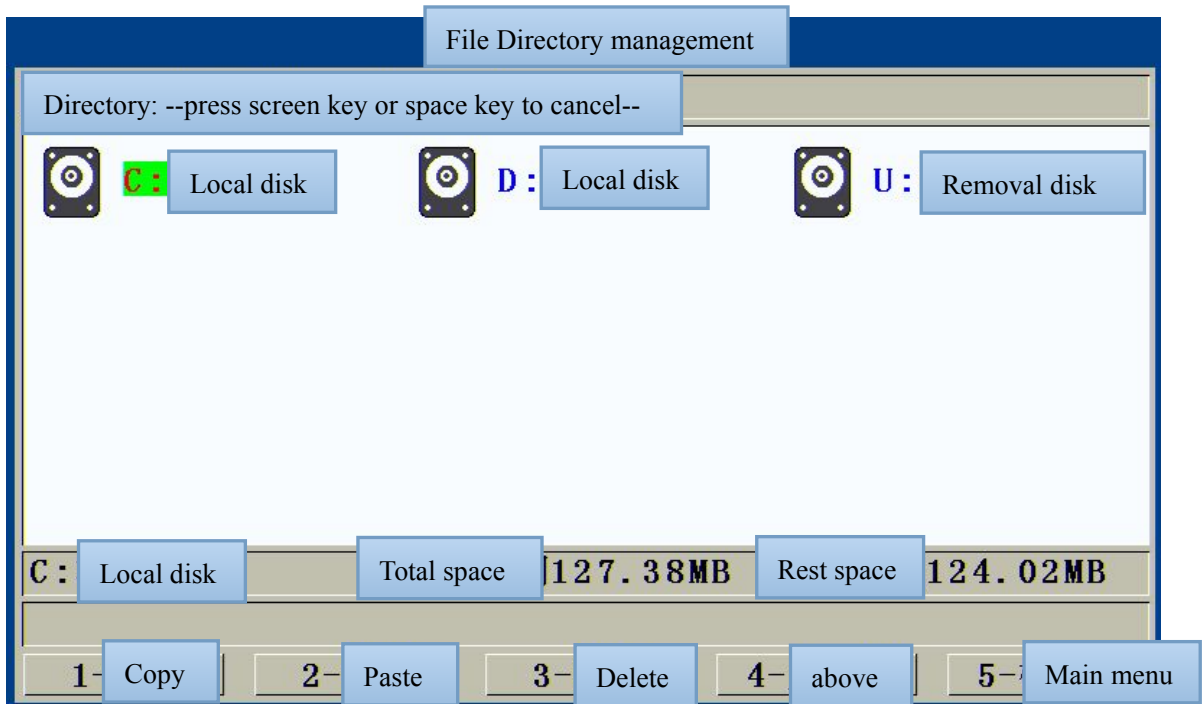 File Directory management
Directory: --press screen key or space key to cancel--
C: Local disk
D: Local disk
U: Removal disk
C: Local disk Total space 127.38MB Rest space 124.02MB
1- Copy 2- Paste 3- Delete 4- above 5- Main menu